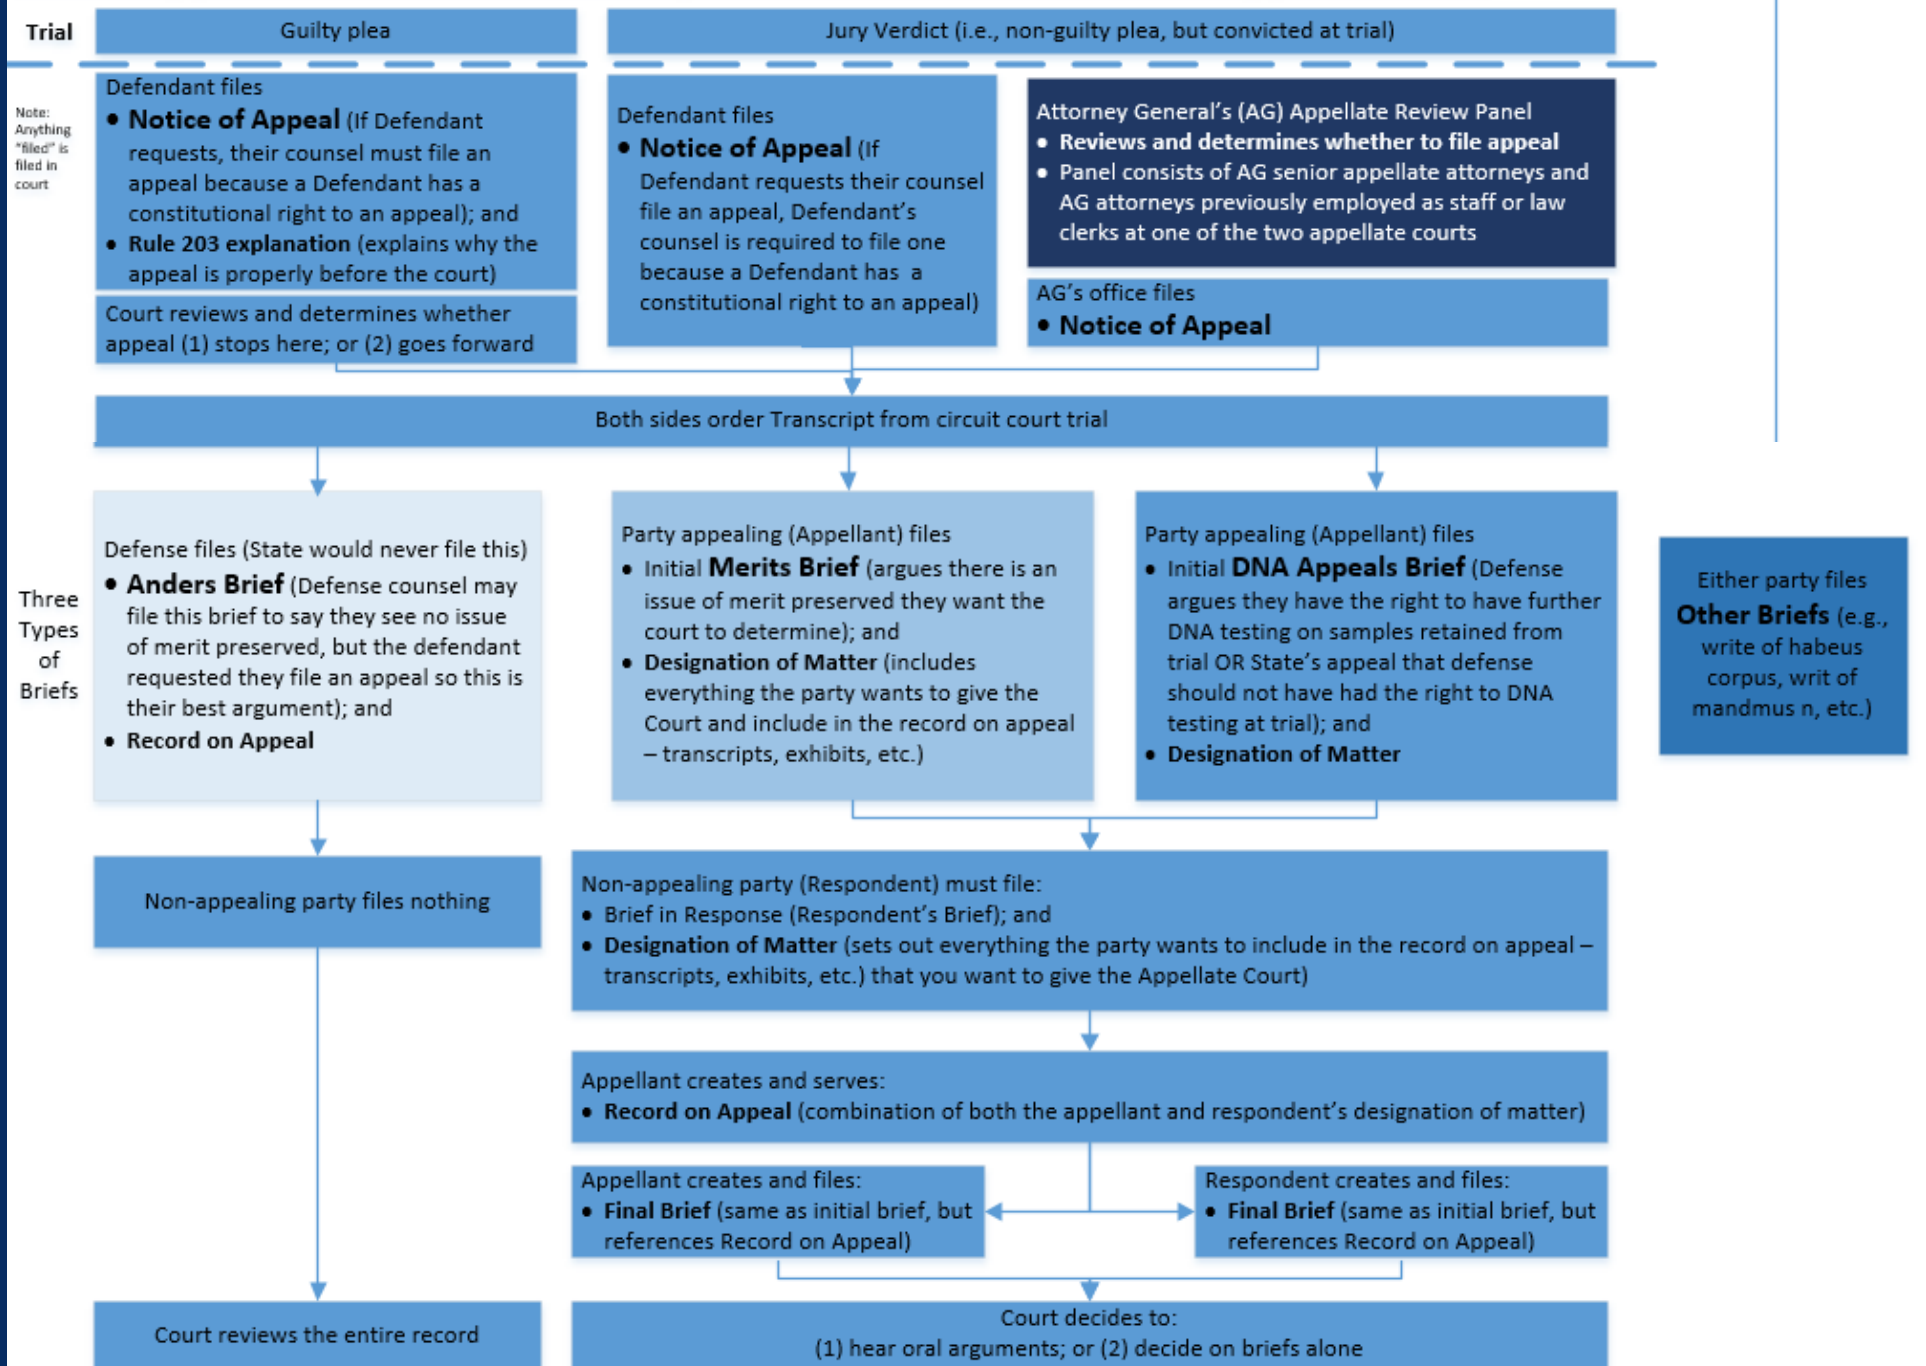 Trial
Guilty plea
Jury Verdict (i.e., non-guilty plea, but convicted at trial)
Note:
Anything
"filed" is
filed in
court
Defendant files
• Notice of Appeal (If Defendant
requests, their counsel must file an
appeal because a Defendant has a
constitutional right to an appeal); and
• Rule 203 explanation (explains why the
appeal is properly before the court)
Court reviews and determines whether
appeal (1) stops here; or (2) goes forward
Defendant files
• Notice of Appeal (If
Defendant requests their counsel
file an appeal, Defendant's
counsel is required to file one
because a Defendant has a
constitutional right to an appeal)
Attorney General's (AG) Appellate Review Panel
• Reviews and determines whether to file appeal
• Panel consists of AG senior appellate attorneys and
AG attorneys previously employed as staff or law
clerks at one of the two appellate courts
AG's office files
• Notice of Appeal
Both sides order Transcript from circuit court trial
Three
Types
of
Briefs
Defense files (State would never file this)
• Anders Brief (Defense counsel may
file this brief to say they see no issue
of merit preserved, but the defendant
requested they file an appeal so this is
their best argument); and
• Record on Appeal
Party appealing (Appellant) files
• Initial Merits Brief (argues there is an
issue of merit preserved they want the
court to determine); and
• Designation of Matter (includes
everything the party wants to give the
Court and include in the record on appeal
– transcripts, exhibits, etc.)
Party appealing (Appellant) files
• Initial DNA Appeals Brief (Defense
argues they have the right to have further
DNA testing on samples retained from
trial OR State's appeal that defense
should not have had the right to DNA
testing at trial); and
• Designation of Matter
Either party files
Other Briefs (e.g.,
write of habeus
corpus, writ of
mandmus n, etc.)
Non-appealing party files nothing
Non-appealing party (Respondent) must file:
• Brief in Response (Respondent's Brief); and
• Designation of Matter (sets out everything the party wants to include in the record on appeal –
transcripts, exhibits, etc.) that you want to give the Appellate Court)
Appellant creates and serves:
• Record on Appeal (combination of both the appellant and respondent's designation of matter)
Appellant creates and files:
• Final Brief (same as initial brief, but
references Record on Appeal)
Respondent creates and files:
• Final Brief (same as initial brief, but
references Record on Appeal)
Court reviews the entire record
Court decides to:
(1) hear oral arguments; or (2) decide on briefs alone